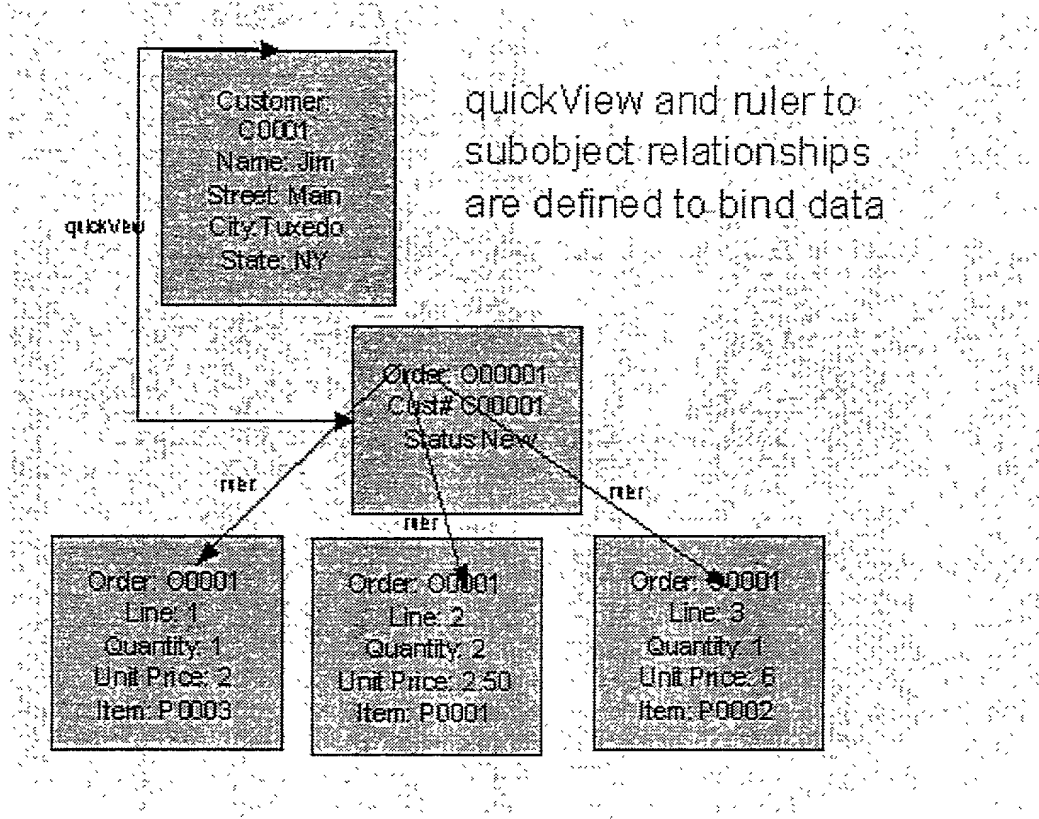 Customer:
C0001
Name: Jim
Street: Main
City:Tuxedo
State: NY
quickView and ruler to
subobject relationships
are defined to bind data
quickView
Order: O00001
Cust# C00001
Status:New
ruler
ruler
ruler
Order: O0001
Line: 1
Quantity: 1
Unit Price: 2
Item: P0003
Order: O0001
Line: 2
Quantity: 2
Unit Price: 2.50
Item: P0001
Order: O0001
Line: 3
Quantity: 1
Unit Price: 6
Item: P0002